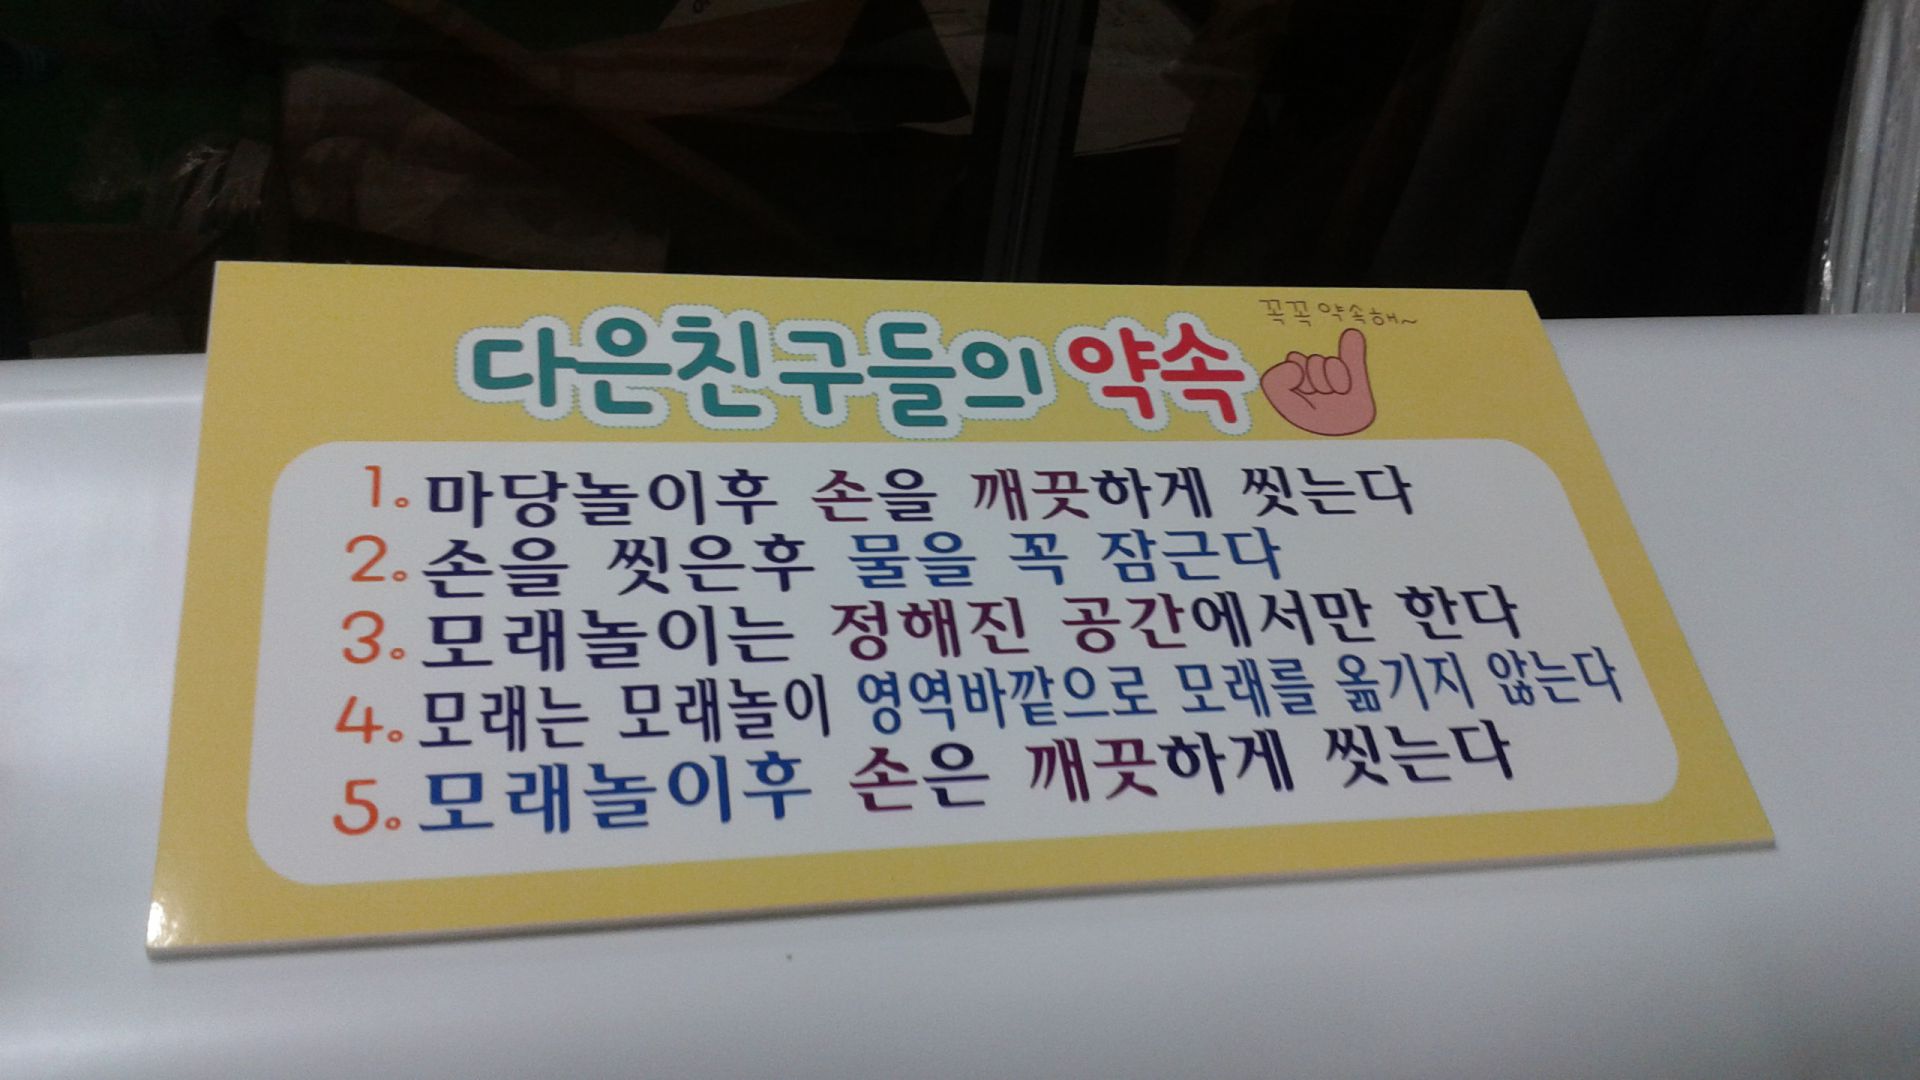 꼭꼭약속해~
다은친구들의 약속
1. 마당놀이후 손을 깨끗하게 씻는다
2. 손을 씻은후 물을 꼭 잠근다
3. 모래놀이는 정해진 공간에서만 한다
4. 모래는 모래놀이 영역바깥으로 모래를 옮기지 않는다
5. 모래놀이후 손은 깨끗하게 씻는다